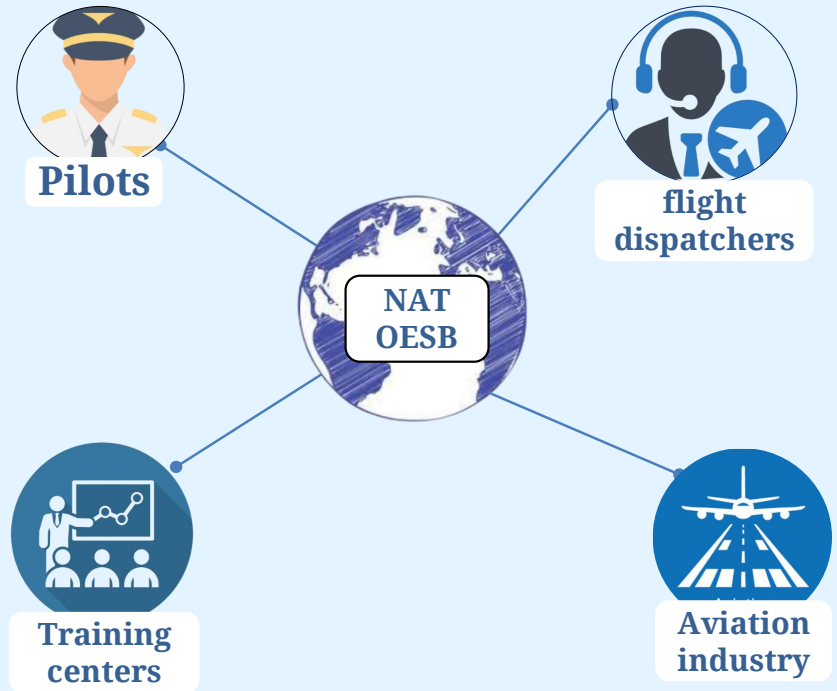 Pilots
flight
dispatchers
NAT
OESB
Training
centers
Aviation
industry